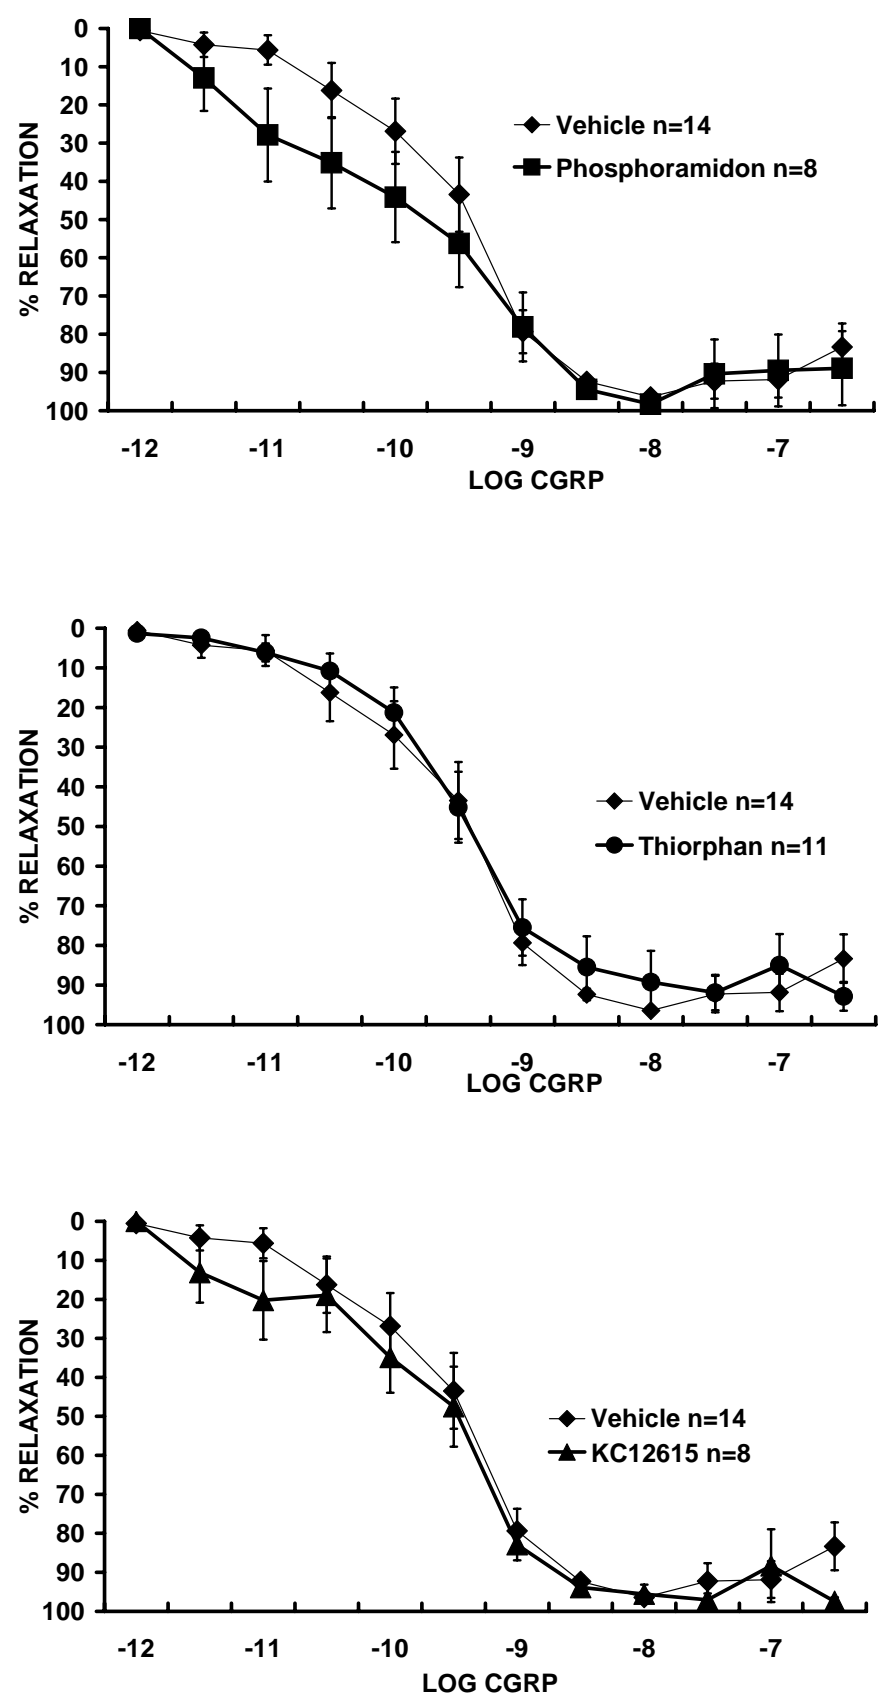 0
10
20
30
40
50
60
70
80
90
100
% RELAXATION
Vehicle n=14
Phosphoramidon n=8
-12 -11 -10 -9 -8 -7
LOG CGRP
0
10
20
30
40
50
60
70
80
90
100
% RELAXATION
Vehicle n=14
Thiorphan n=11
-12 -11 -10 -9 -8 -7
LOG CGRP
0
10
20
30
40
50
60
70
80
90
100
% RELAXATION
Vehicle n=14
KC12615 n=8
-12 -11 -10 -9 -8 -7
LOG CGRP